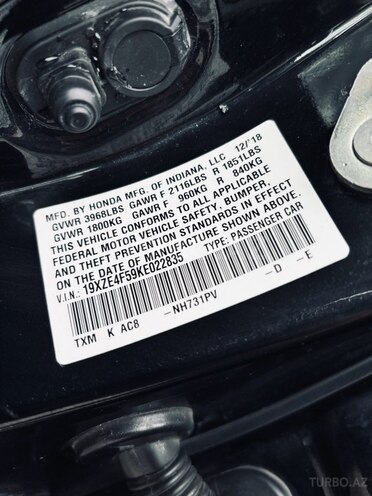 MFD. BY HONDA MFG. OF INDIANA, LLC 12/'18
GVWR 3968LBS GAWR F 2116LBS R 1851LBS
GVWR 1800KG GAWR F 960KG R 840KG
THIS VEHICLE CONFORMS TO ALL APPLICABLE
FEDERAL MOTOR VEHICLE SAFETY, BUMPER,
AND THEFT PREVENTION STANDARDS IN EFFECT
ON THE DATE OF MANUFACTURE SHOWN ABOVE.
V.I.N.: 19XZE4F59KE022835 TYPE: PASSENGER CAR
TXM K AC8 -NH731PV -D -E
TURBO.AZ